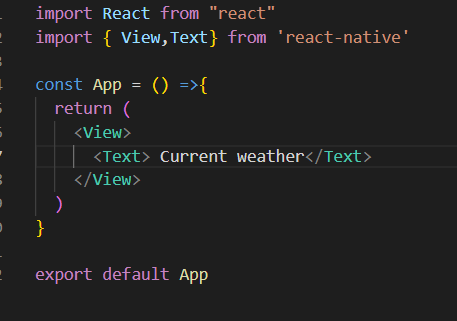 import React from "react"
import { View,Text} from 'react-native'
const App = () =>{
return (
<View>
<Text> Current weather</Text>
</View>
)
}
export default App